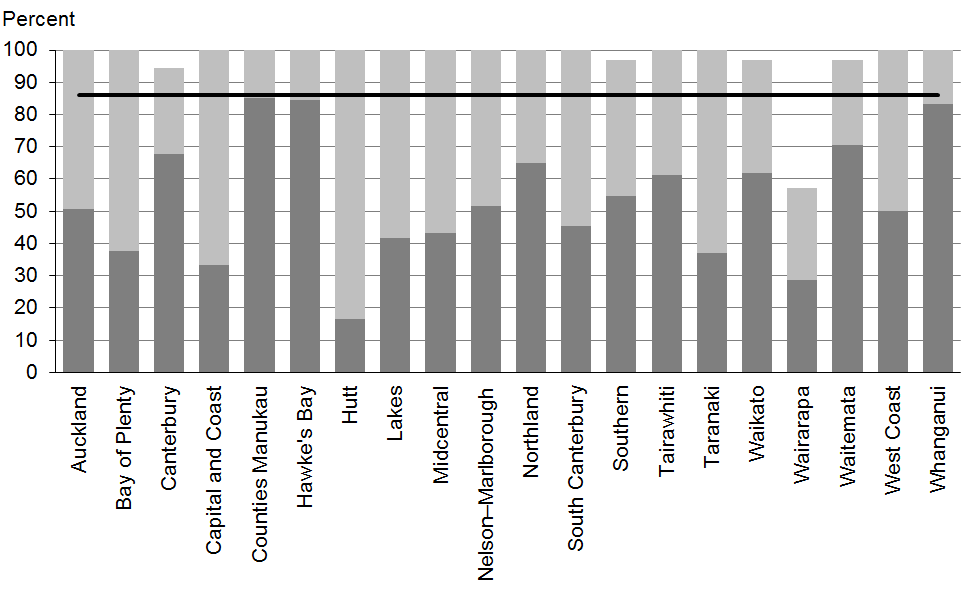 Percent
100
90
80
70
60
50
40
30
20
10
0
Auckland
Bay of Plenty
Canterbury
Capital and Coast
Counties Manukau
Hawke's Bay
Hutt
Lakes
Midcentral
Nelson–Marlborough
Northland
South Canterbury
Southern
Tairawhiti
Taranaki
Waikato
Wairarapa
Waitemata
West Coast
Whanganui